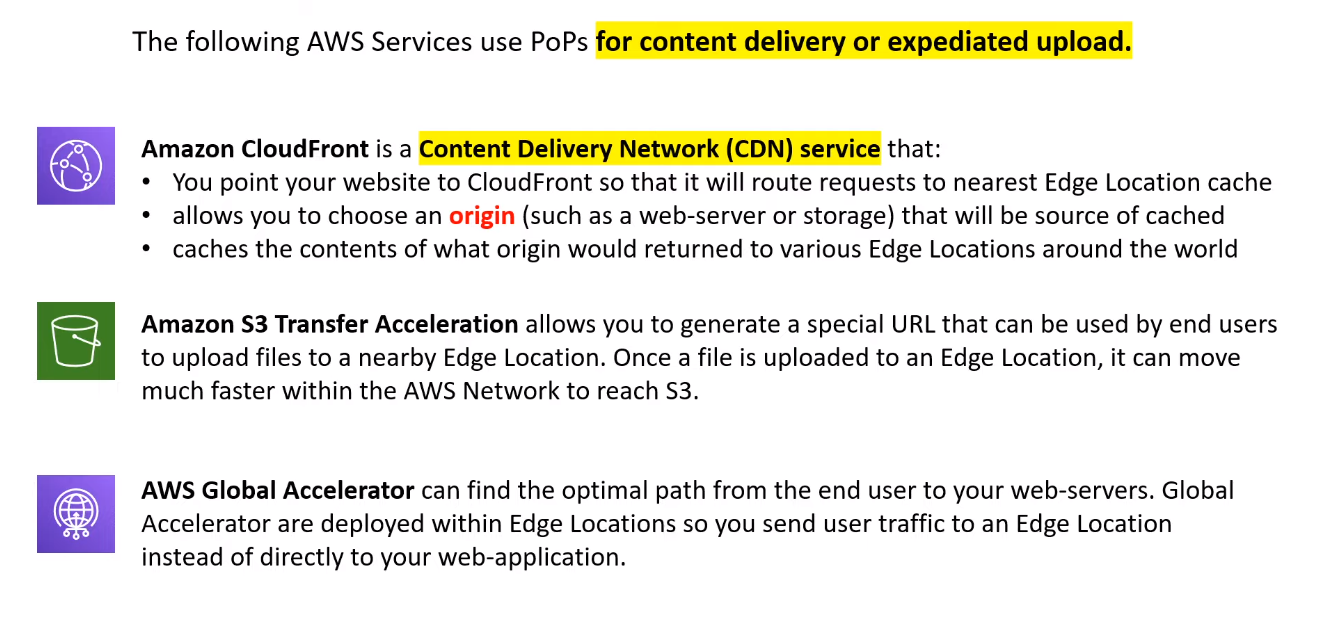 The following AWS Services use PoPs for content delivery or expediated upload.
Amazon CloudFront is a Content Delivery Network (CDN) service that:
• You point your website to CloudFront so that it will route requests to nearest Edge Location cache
• allows you to choose an origin (such as a web-server or storage) that will be source of cached
• caches the contents of what origin would returned to various Edge Locations around the world
Amazon S3 Transfer Acceleration allows you to generate a special URL that can be used by end users
to upload files to a nearby Edge Location. Once a file is uploaded to an Edge Location, it can move
much faster within the AWS Network to reach S3.
AWS Global Accelerator can find the optimal path from the end user to your web-servers. Global
Accelerator are deployed within Edge Locations so you send user traffic to an Edge Location
instead of directly to your web-application.